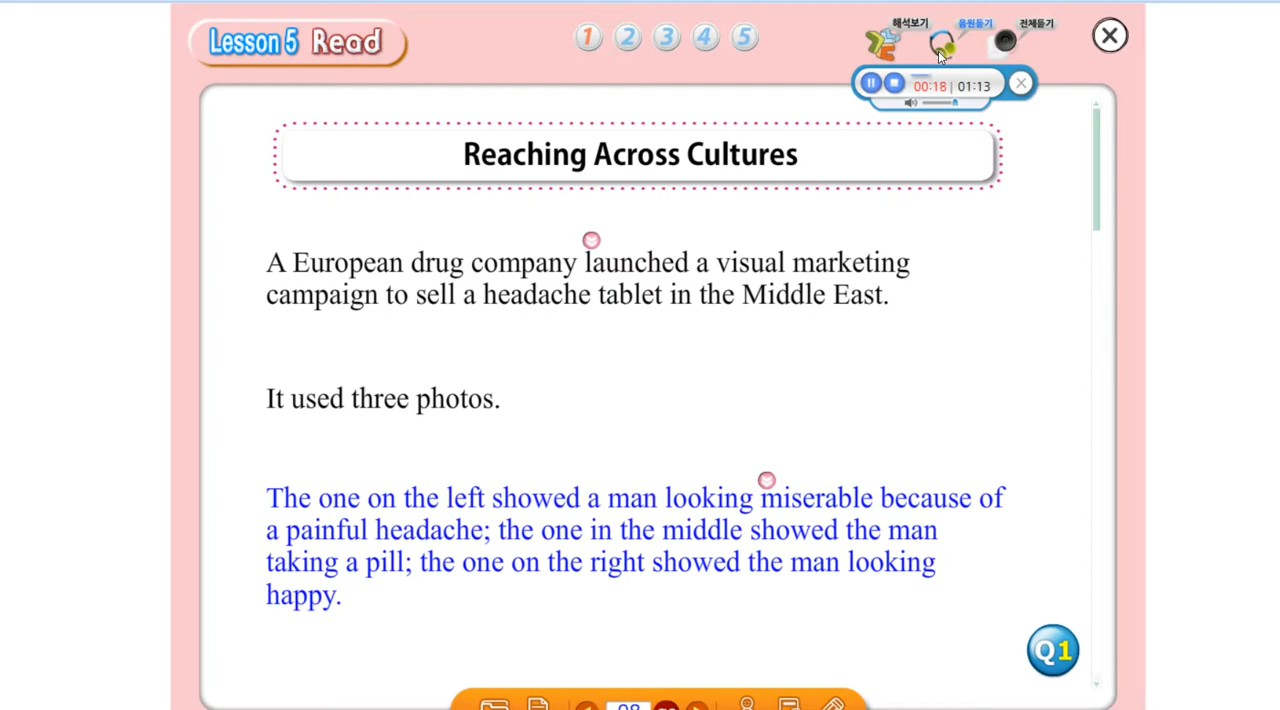 Lesson 5 Read
1 2 3 4 5
해석보기 음원듣기 전체듣기
00:18 | 01:13
Reaching Across Cultures
A European drug company launched a visual marketing
campaign to sell a headache tablet in the Middle East.
It used three photos.
The one on the left showed a man looking miserable because of
a painful headache; the one in the middle showed the man
taking a pill; the one on the right showed the man looking
happy.
Q1